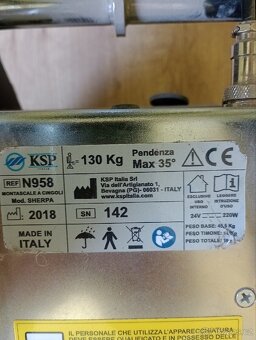 KSP
130 Kg
Pendenza
Max 35°
CE
REF N958
MONTASCALE A CINGOLI
Mod. SHERPA
KSP Italia Srl
Via dell'Artigianato 1,
Bevagna (PG)- 06031 - ITALY
www.kspitalia.com
ESCLUSIVE
USO
INTERNO
LEGGERE
ISTRUZIONI
D'USO
2018
SN 142
24V 220W
PESO BASE: 45,5 Kg
PESO TIMONE:
PESO TOTALE:
MADE IN
ITALY
IL PERSONALE CHE UTILIZZA L'APPARECCHIATURA